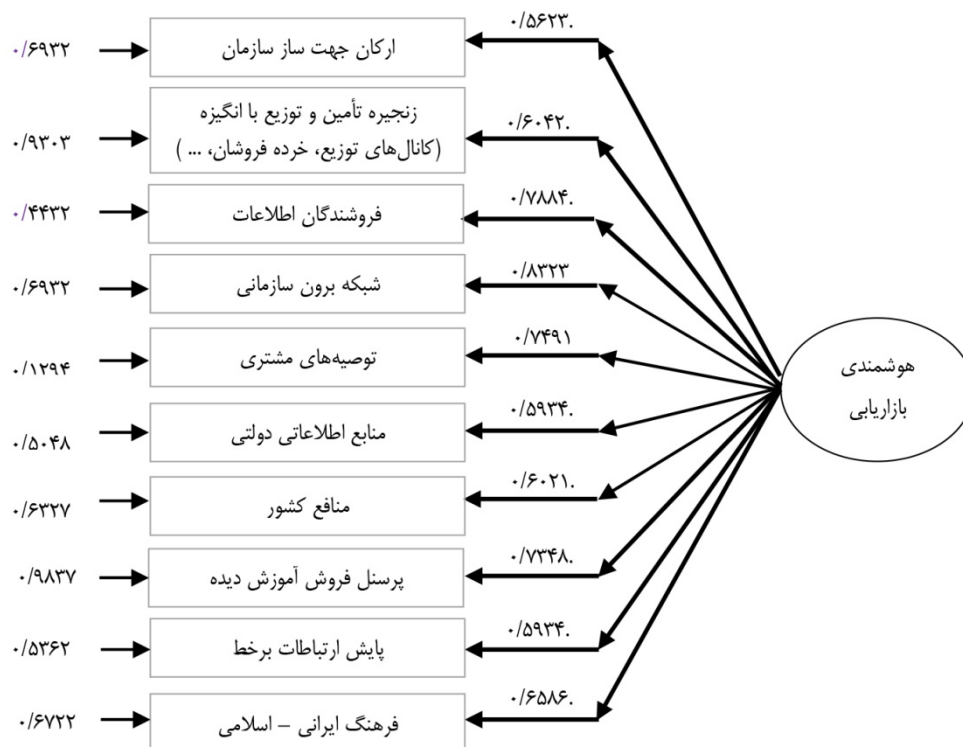 ۰/۶۹۳۲ ارکان جهت ساز سازمان ۰/۵۶۲۳.
زنجیره تأمین و توزیع با انگیزه
۰/۹۳۰۳ (کانال‌های توزیع، خرده فروشان، ... ) ۰/۶۰۴۲.
۰/۴۴۳۲ فروشندگان اطلاعات ۰/۷۸۸۴.
۰/۶۹۳۲ شبکه برون سازمانی ۰/۸۳۲۳
۰/۱۲۹۴ توصیه‌های مشتری ۰/۷۴۹۱
هوشمندی
بازاریابی
۰/۵۰۴۸ منابع اطلاعاتی دولتی ۰/۵۹۳۴.
۰/۶۳۲۷ منافع کشور ۰/۶۰۲۱.
۰/۹۸۳۷ پرسنل فروش آموزش دیده ۰/۷۳۴۸.
۰/۵۳۶۲ پایش ارتباطات برخط ۰/۵۹۳۴.
۰/۶۷۲۲ فرهنگ ایرانی – اسلامی ۰/۶۵۸۶.